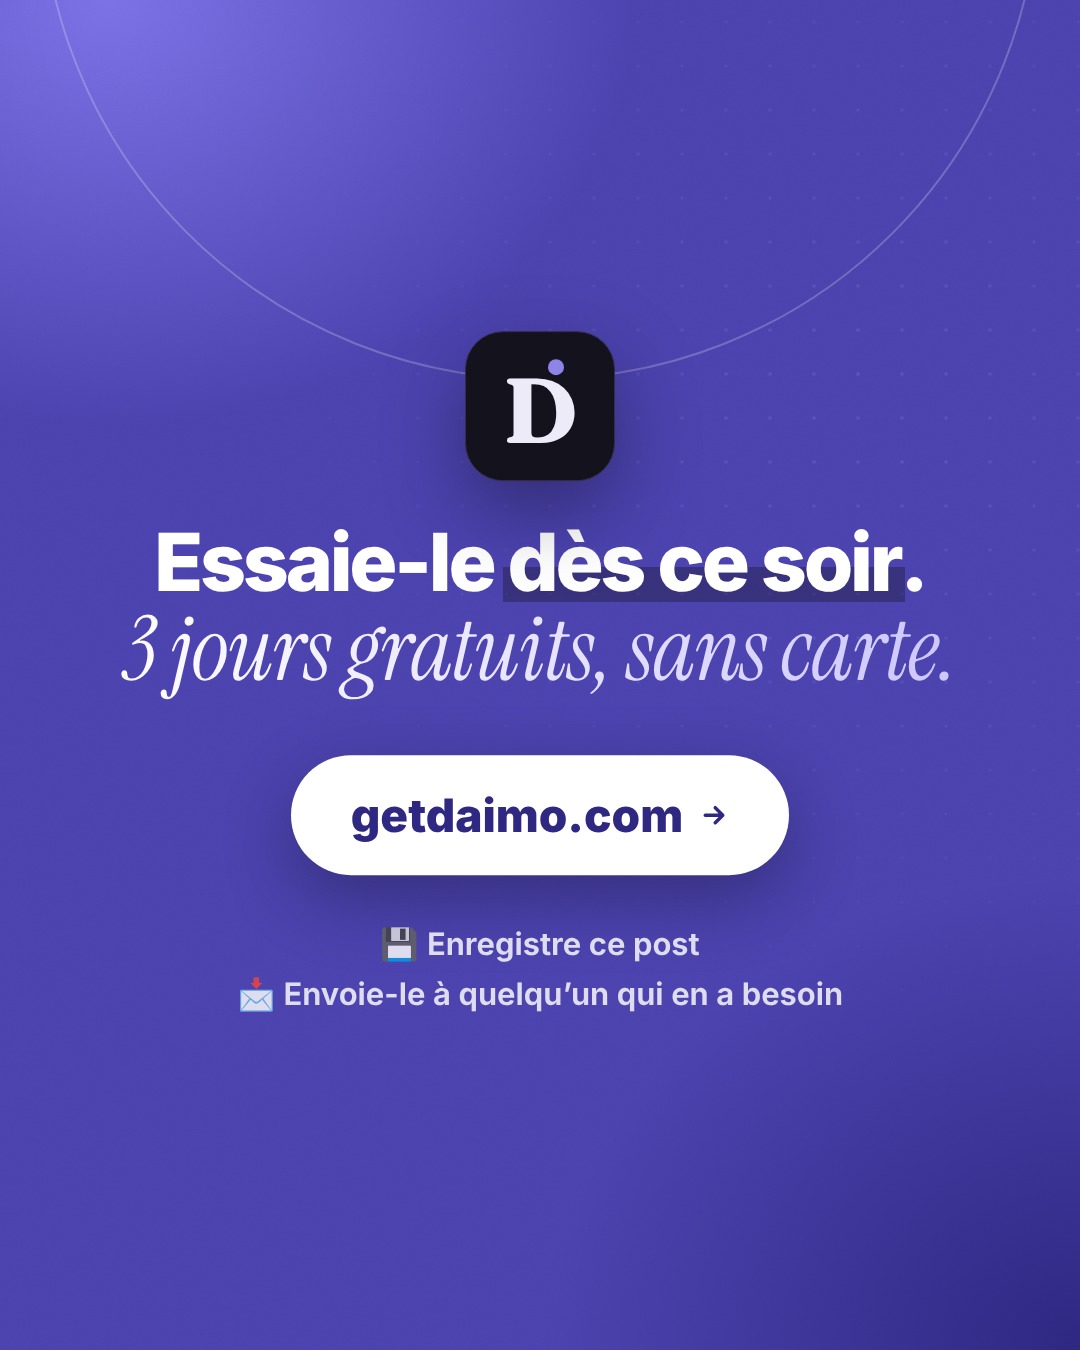 D
Essaie-le dès ce soir.
3 jours gratuits, sans carte.
getdaimo.com →
💾 Enregistre ce post
📩 Envoie-le à quelqu’un qui en a besoin